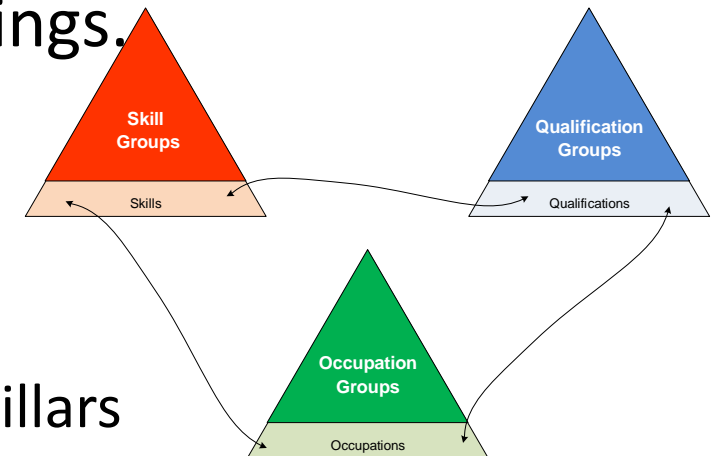 ings.
Skill
Groups
Qualification
Groups
Skills
Qualifications
Occupation
Groups
illars
Occupations